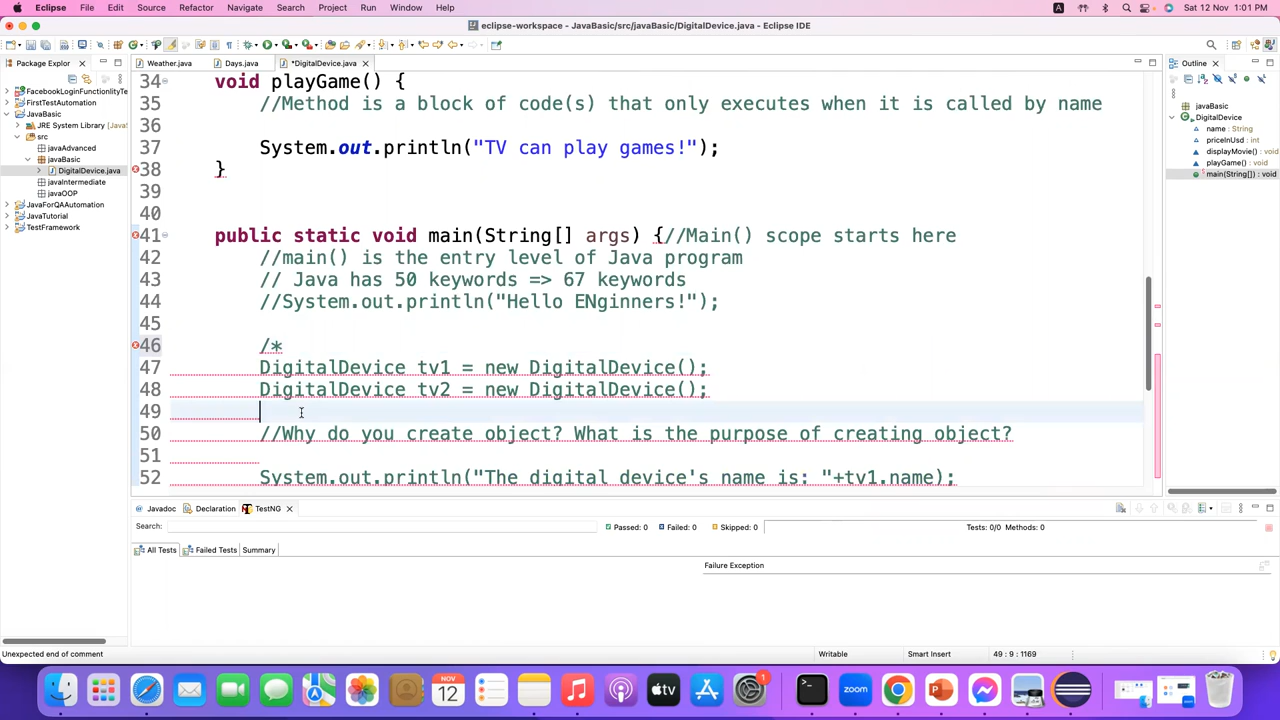 Eclipse File Edit Source Refactor Navigate Search Project Run Window Help
Sat 12 Nov 1:01 PM
eclipse-workspace - JavaBasic/src/javaBasic/DigitalDevice.java - Eclipse IDE
Package Explor
FacebookLoginFunctionlityTe
FirstTestAutomation
JavaBasic
JRE System Library [Java
src
javaAdvanced
javaBasic
DigitalDevice.java
javaIntermediate
javaOOP
JavaForQAAutomation
JavaTutorial
TestFramework
Weather.java
Days.java
*DigitalDevice.java
34 void playGame() {
35 //Method is a block of code(s) that only executes when it is called by name
36
37 System.out.println("TV can play games!");
38 }
39
40
41 public static void main(String[] args) {//Main() scope starts here
42 //main() is the entry level of Java program
43 // Java has 50 keywords => 67 keywords
44 //System.out.println("Hello ENginners!");
45
46 /*
47 DigitalDevice tv1 = new DigitalDevice();
48 DigitalDevice tv2 = new DigitalDevice();
49
50 //Why do you create object? What is the purpose of creating object?
51
52 System.out.println("The digital device's name is: "+tv1.name);
Outline
javaBasic
DigitalDevice
name : String
priceInUsd : int
displayMovie() : void
playGame() : void
main(String[]) : void
Javadoc
Declaration
TestNG
Search:
Passed: 0
Failed: 0
Skipped: 0
Tests: 0/0 Methods: 0
All Tests
Failed Tests
Summary
Failure Exception
Unexpected end of comment
Writable
Smart Insert
49 : 9 : 1169
NOV
12
tv
1
zoom